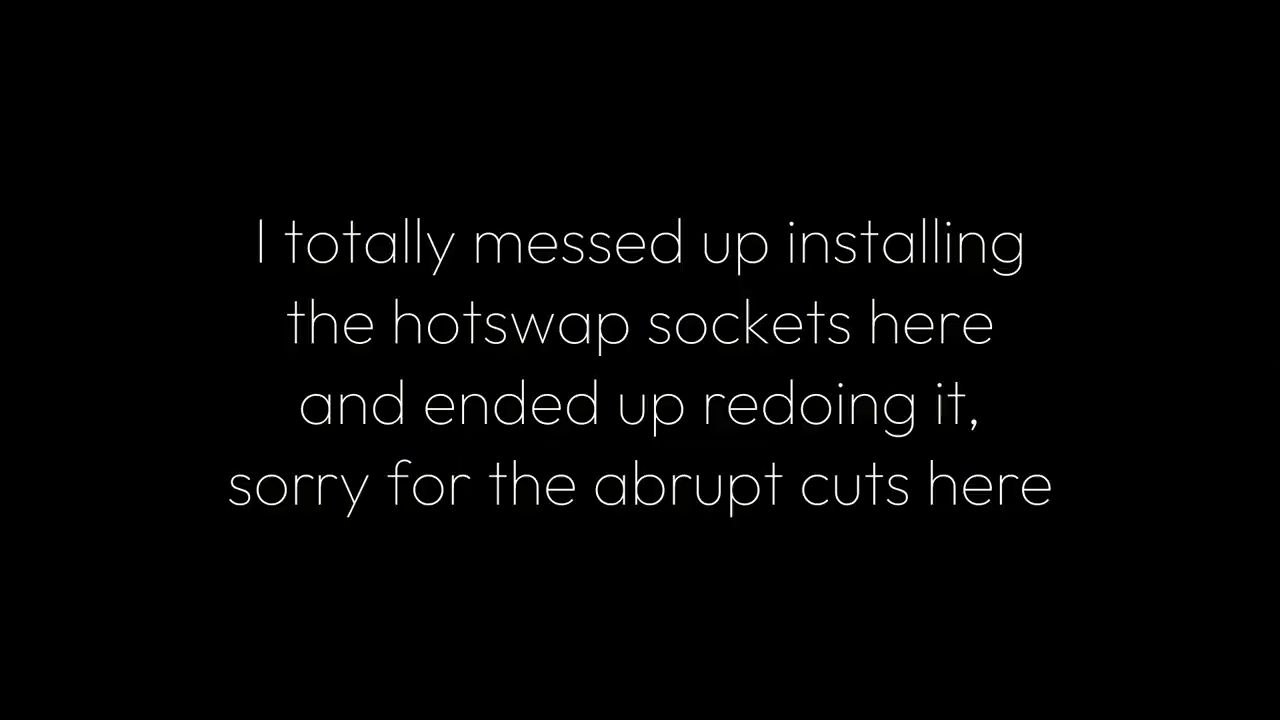 I totally messed up installing
the hotswap sockets here
and ended up redoing it,
sorry for the abrupt cuts here